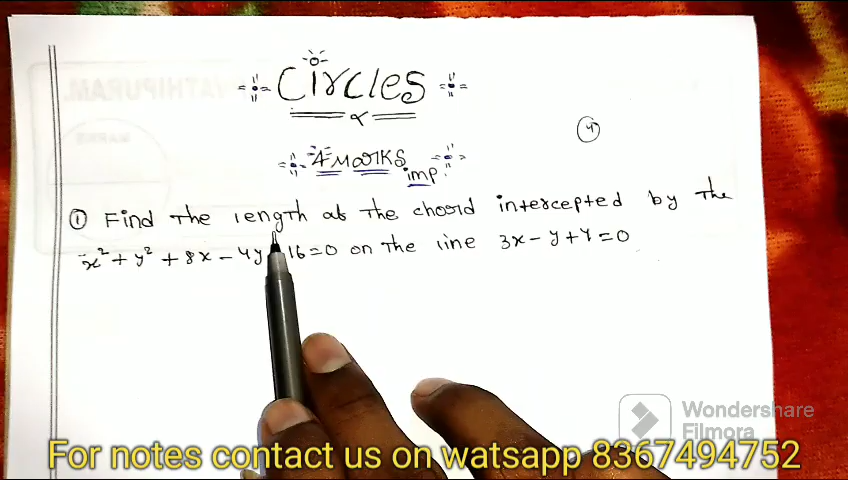 Circles
4 marks
imp.
4
① Find the length of the chord intercepted by the
x² + y² + 8x - 4y 16 = 0 on the line 3x - y + 4 = 0
Wondershare
Filmora
For notes contact us on watsapp 8367494752